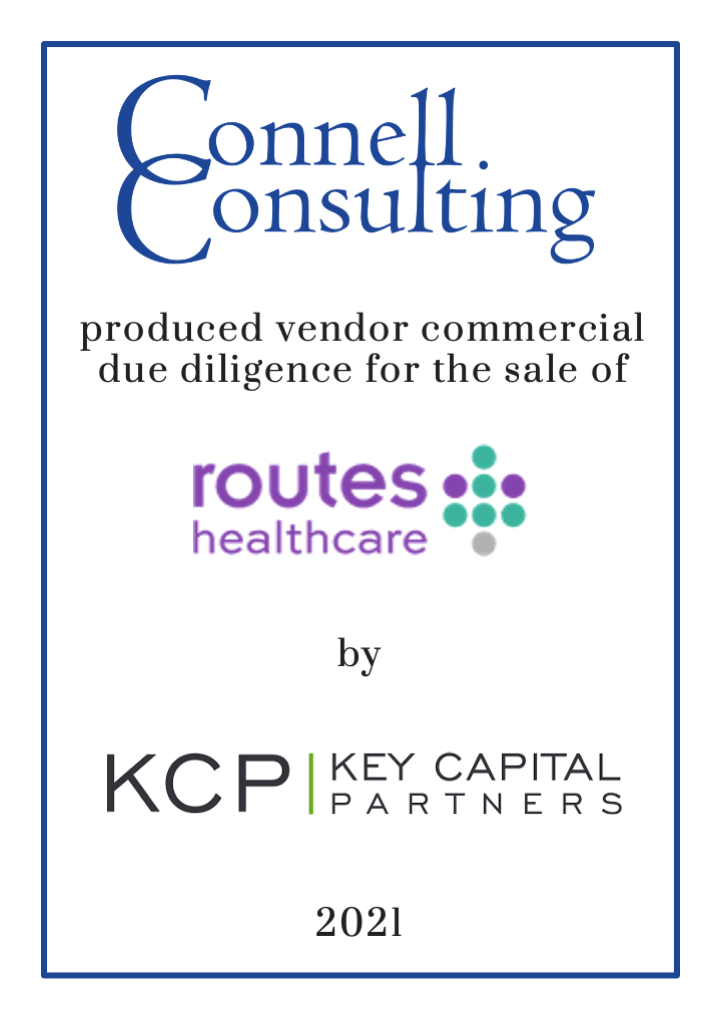 Connell
Consulting
produced vendor commercial
due diligence for the sale of
routes
healthcare
by
KCP | KEY CAPITAL
PARTNERS
2021